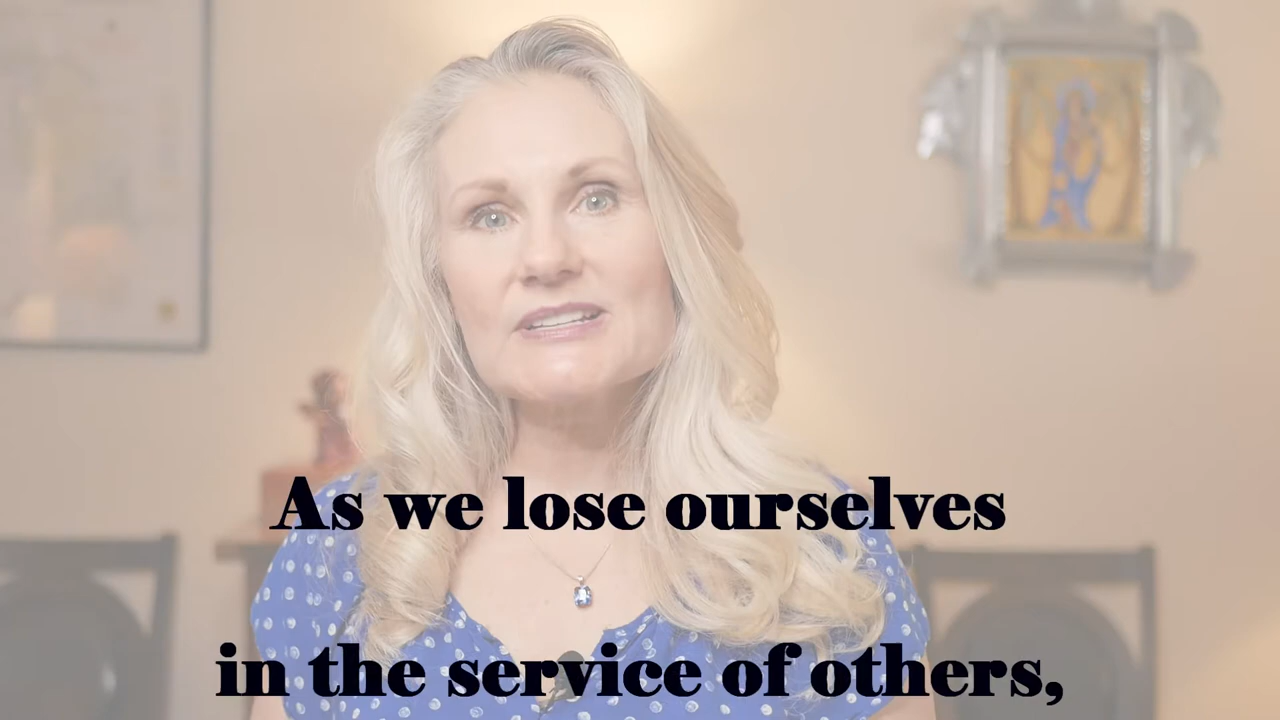 As we lose ourselves
in the service of others,